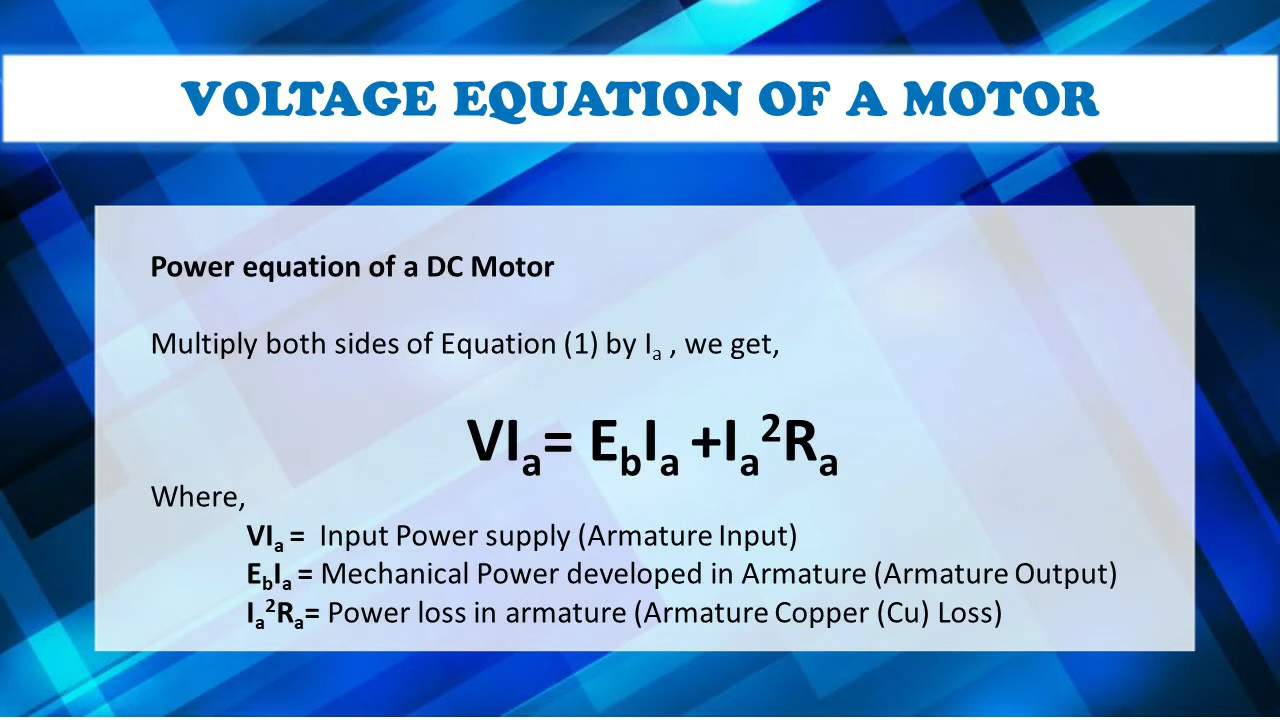 VOLTAGE EQUATION OF A MOTOR
Power equation of a DC Motor
Multiply both sides of Equation (1) by Iₐ , we get,
VIₐ= E_bIₐ +Iₐ²Rₐ
Where,
VIₐ = Input Power supply (Armature Input)
E_bIₐ = Mechanical Power developed in Armature (Armature Output)
Iₐ²Rₐ= Power loss in armature (Armature Copper (Cu) Loss)